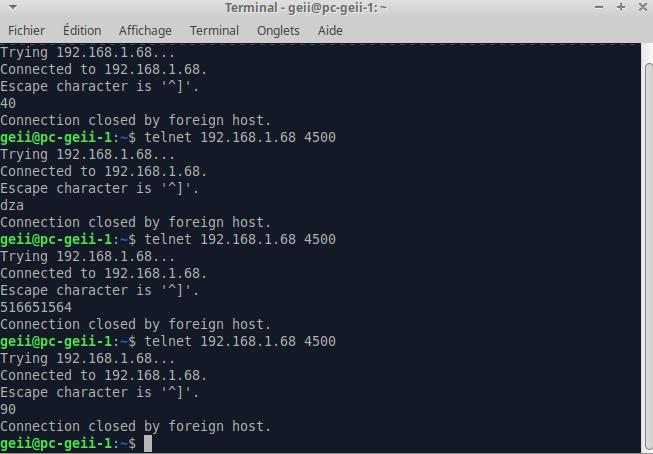 Terminal - geii@pc-geii-1: ~
Fichier Édition Affichage Terminal Onglets Aide
Trying 192.168.1.68...
Connected to 192.168.1.68.
Escape character is '^]'.
40
Connection closed by foreign host.
geii@pc-geii-1:~$ telnet 192.168.1.68 4500
Trying 192.168.1.68...
Connected to 192.168.1.68.
Escape character is '^]'.
dza
Connection closed by foreign host.
geii@pc-geii-1:~$ telnet 192.168.1.68 4500
Trying 192.168.1.68...
Connected to 192.168.1.68.
Escape character is '^]'.
516651564
Connection closed by foreign host.
geii@pc-geii-1:~$ telnet 192.168.1.68 4500
Trying 192.168.1.68...
Connected to 192.168.1.68.
Escape character is '^]'.
90
Connection closed by foreign host.
geii@pc-geii-1:~$